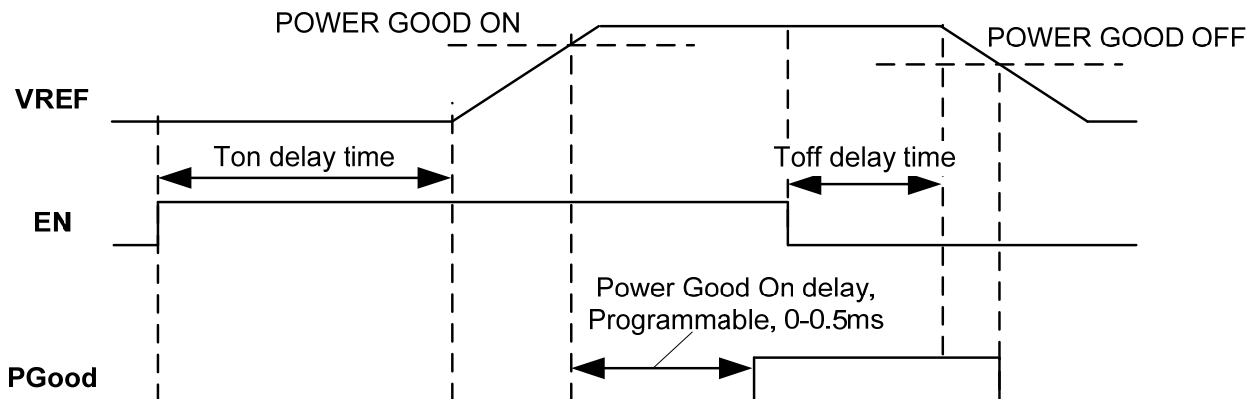 POWER GOOD ON
POWER GOOD OFF
VREF
Ton delay time
Toff delay time
EN
Power Good On delay,
Programmable, 0-0.5ms
PGood